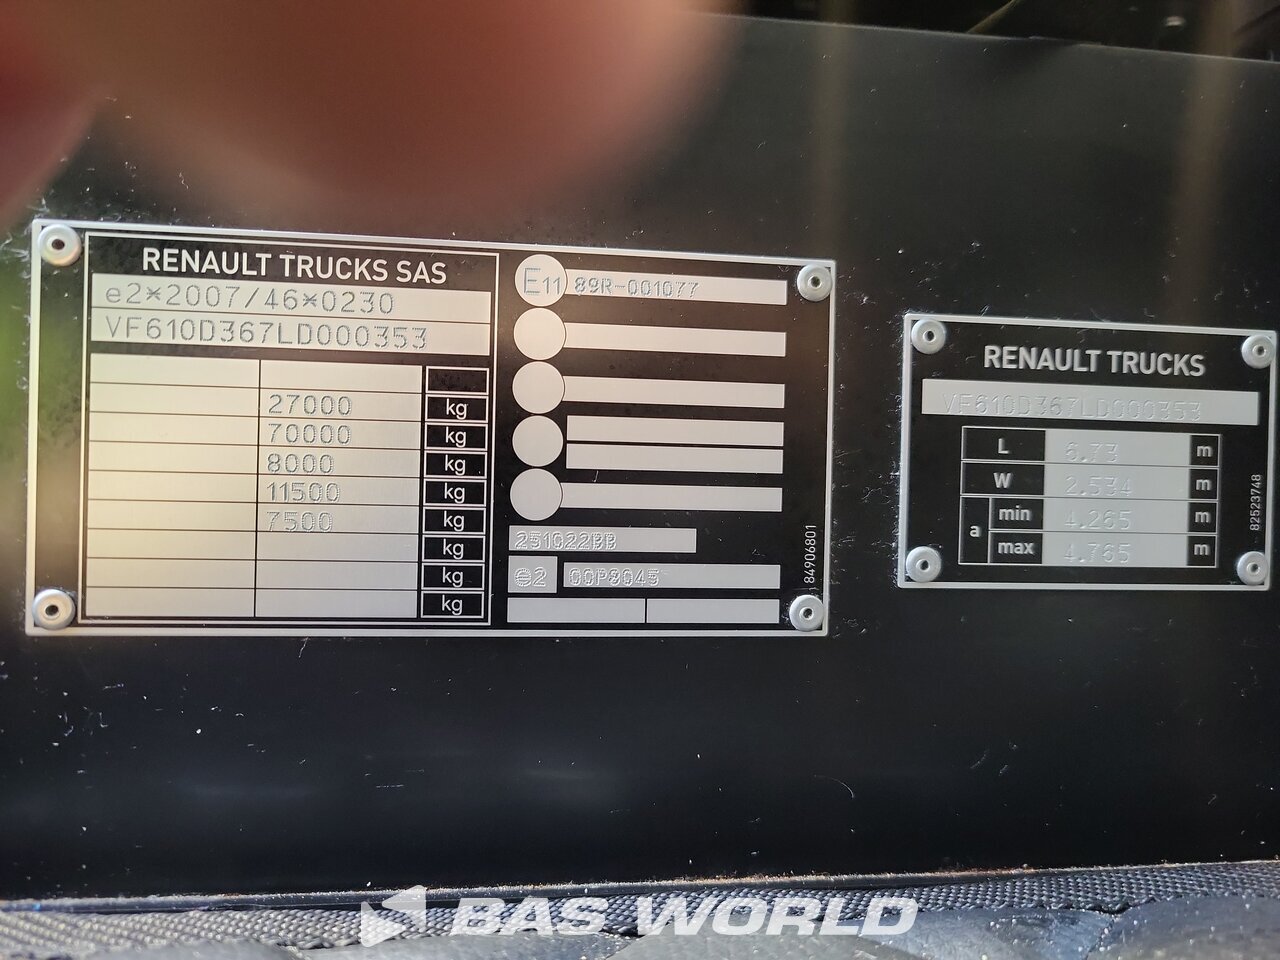 RENAULT TRUCKS SAS
e2*2007/46*0230
VF610D367LD000353
27000 kg
70000 kg
8000 kg
11500 kg
7500 kg
kg
kg
kg
E11 89R-001077
251022BB
e2 00P8045
84906801
RENAULT TRUCKS
VF610D367LD000353
L 6.73 m
W 2.534 m
a min 4.265 m
max 4.765 m
82523748
BAS WORLD